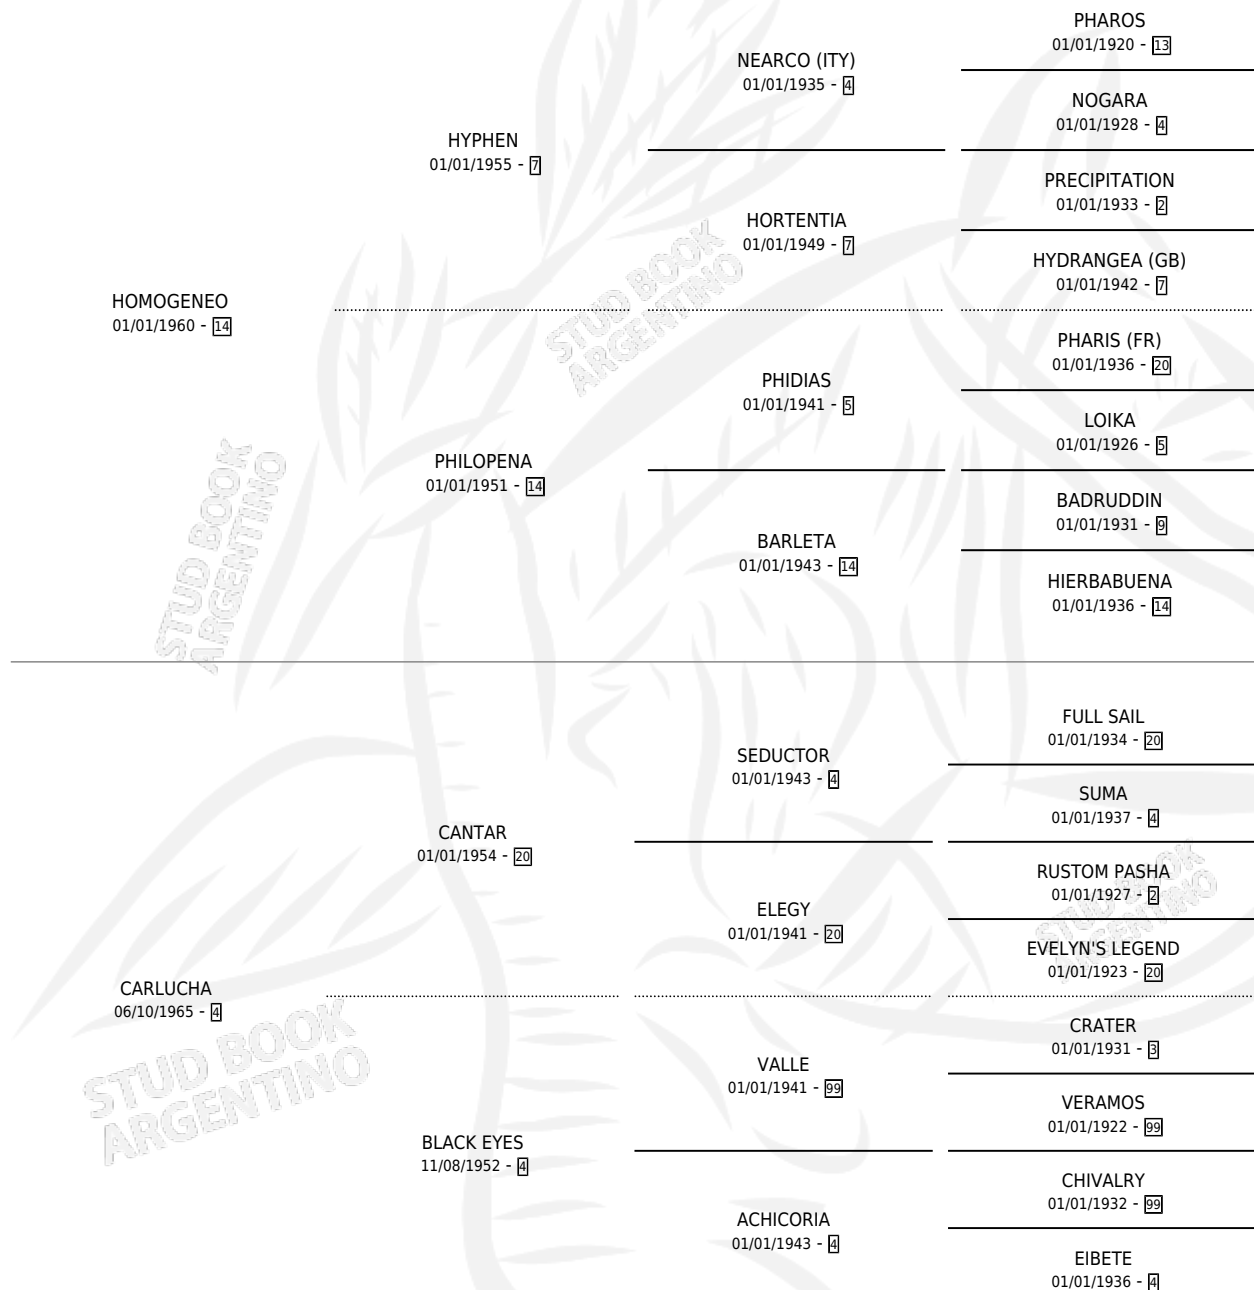 PHAROS
01/01/1920 - 13
NEARCO (ITY)
01/01/1935 - 4
NOGARA
01/01/1928 - 4
HYPHEN
01/01/1955 - 7
PRECIPITATION
01/01/1933 - 2
HORTENTIA
01/01/1949 - 7
HYDRANGEA (GB)
01/01/1942 - 7
HOMOGENEO
01/01/1960 - 14
STUD BOOK
ARGENTINO
PHARIS (FR)
01/01/1936 - 20
PHIDIAS
01/01/1941 - 5
LOIKA
01/01/1926 - 5
PHILOPENA
01/01/1951 - 14
BADRUDDIN
01/01/1931 - 9
BARLETA
01/01/1943 - 14
HIERBABUENA
01/01/1936 - 14
STUD BOOK
ARGENTINO
FULL SAIL
01/01/1934 - 20
SEDUCTOR
01/01/1943 - 4
SUMA
01/01/1937 - 4
CANTAR
01/01/1954 - 20
RUSTOM PASHA
01/01/1927 - 2
ELEGY
01/01/1941 - 20
EVELYN'S LEGEND
01/01/1923 - 20
STUD BOOK
ARGENTINO
CARLUCHA
06/10/1965 - 4
CRATER
01/01/1931 - 3
VALLE
01/01/1941 - 99
VERAMOS
01/01/1922 - 99
STUD BOOK
ARGENTINO
BLACK EYES
11/08/1952 - 4
CHIVALRY
01/01/1932 - 99
ACHICORIA
01/01/1943 - 4
EIBETE
01/01/1936 - 4